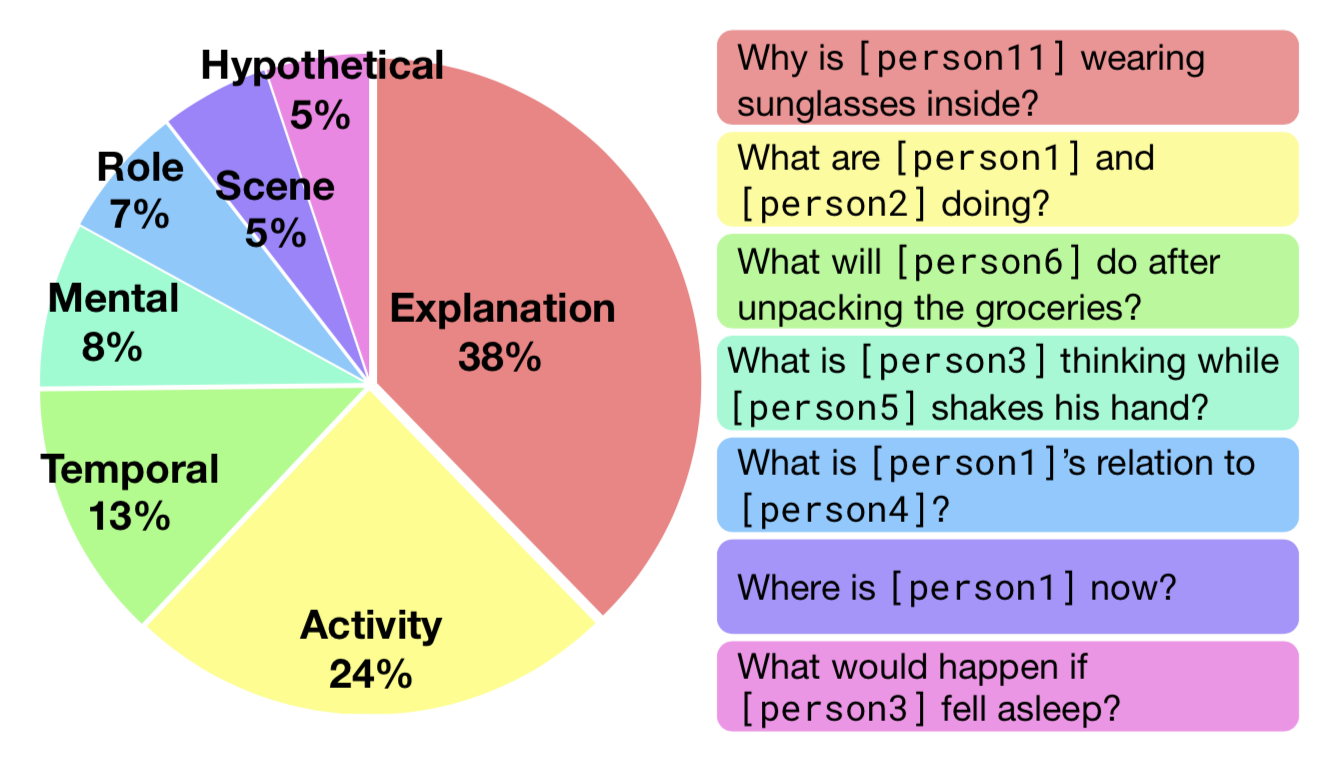 Hypothetical
5%
Role
7%
Scene
5%
Mental
8%
Explanation
38%
Temporal
13%
Activity
24%
Why is [person11] wearing
sunglasses inside?
What are [person1] and
[person2] doing?
What will [person6] do after
unpacking the groceries?
What is [person3] thinking while
[person5] shakes his hand?
What is [person1]’s relation to
[person4]?
Where is [person1] now?
What would happen if
[person3] fell asleep?